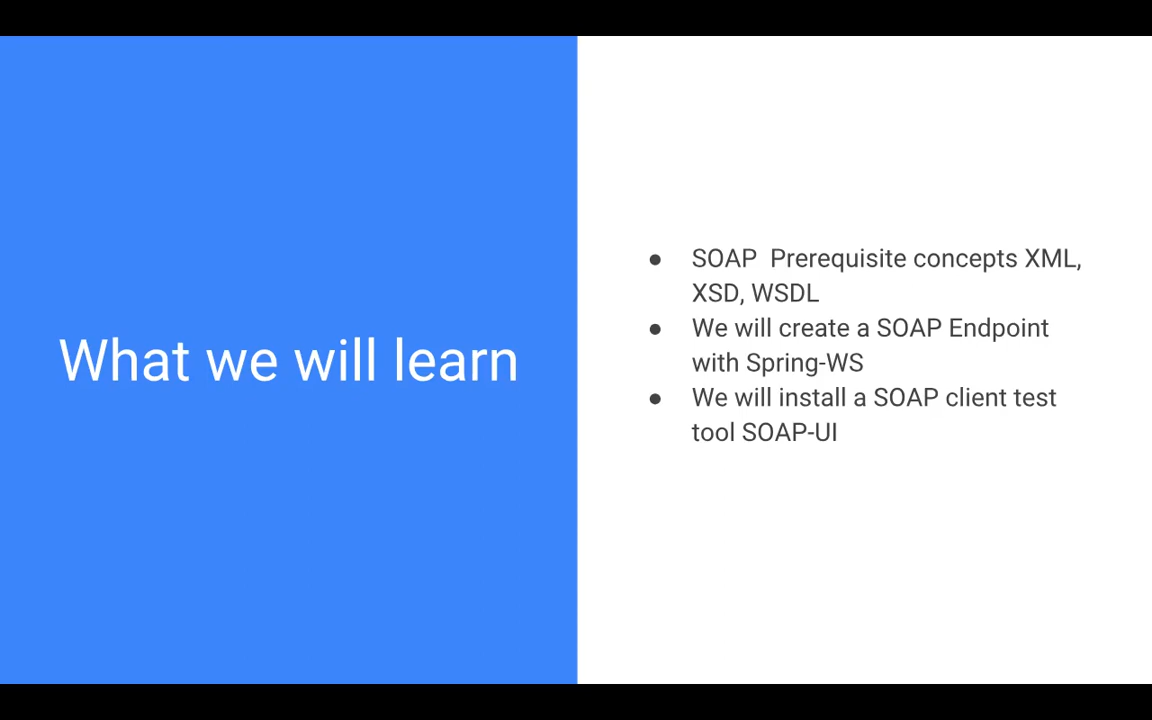 What we will learn
● SOAP  Prerequisite concepts XML,
XSD, WSDL
● We will create a SOAP Endpoint
with Spring-WS
● We will install a SOAP client test
tool SOAP-UI